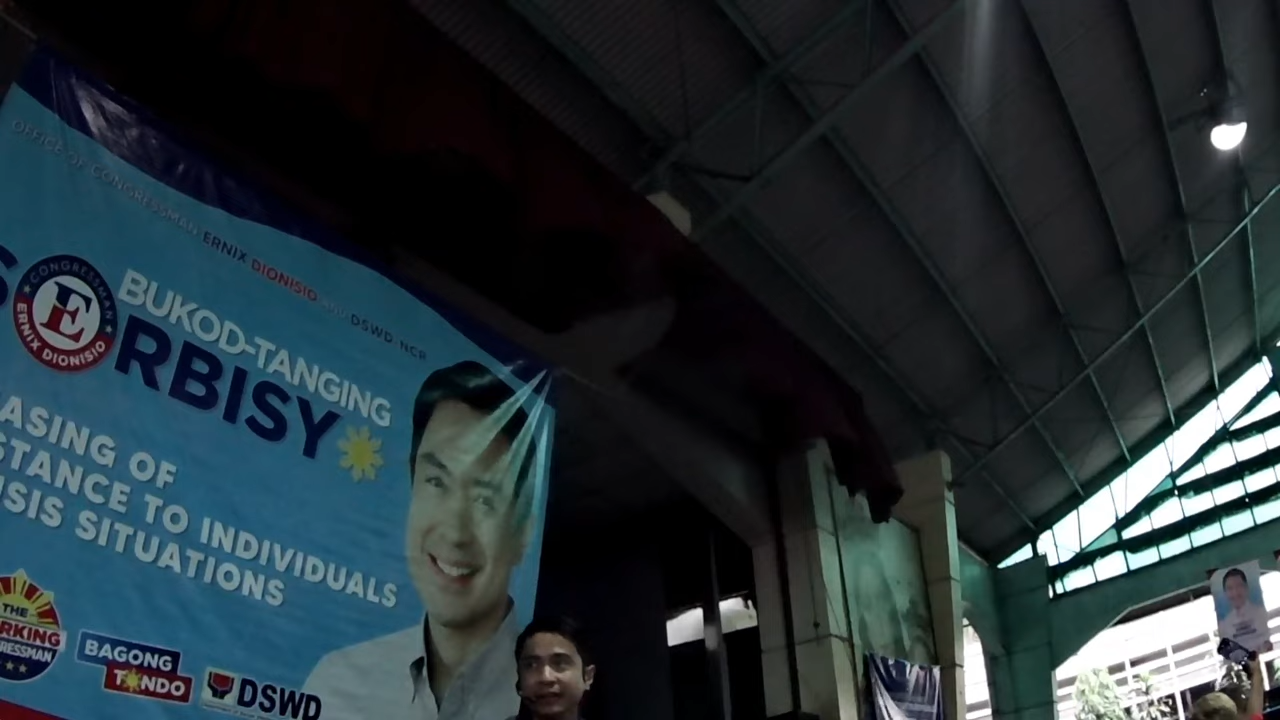 OFFICE OF CONGRESSMAN ERNIX DIONISIO AND DSWD-NCR
BUKOD-TANGING
S RBISY
CONGRESSMAN
E
ERNIX DIONISIO
ASING OF
STANCE TO INDIVIDUALS
ISIS SITUATIONS
THE
RKING
RESSMAN
BAGONG
TONDO
DSWD